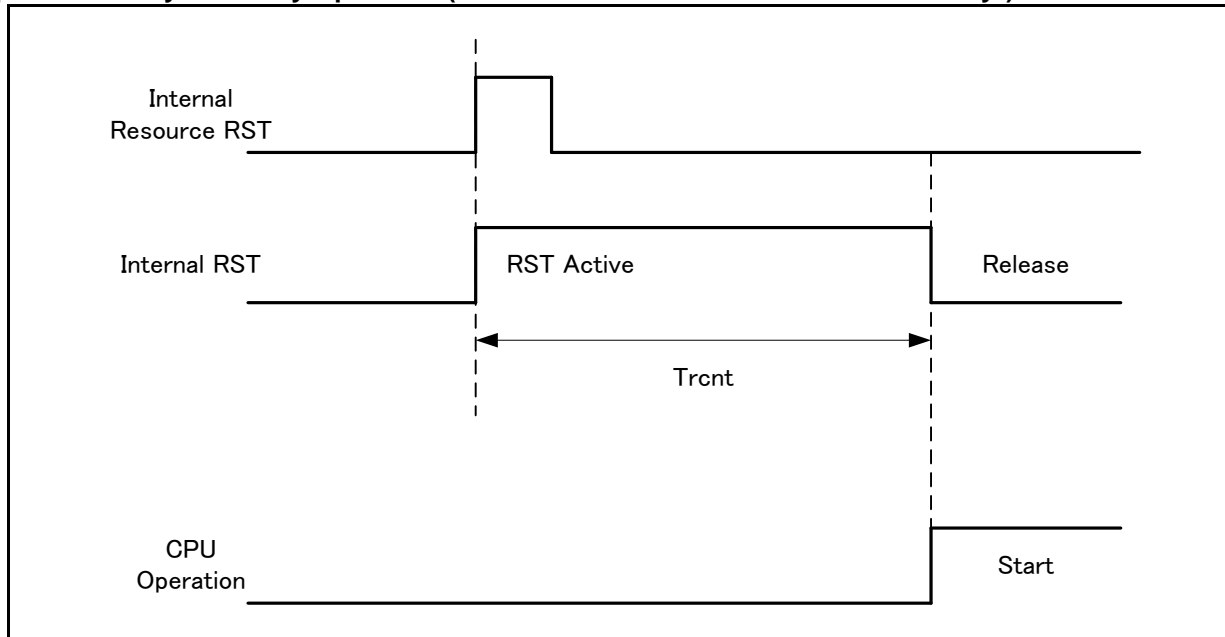 Internal
Resource RST
Internal RST
RST Active
Release
Trcnt
CPU
Operation
Start